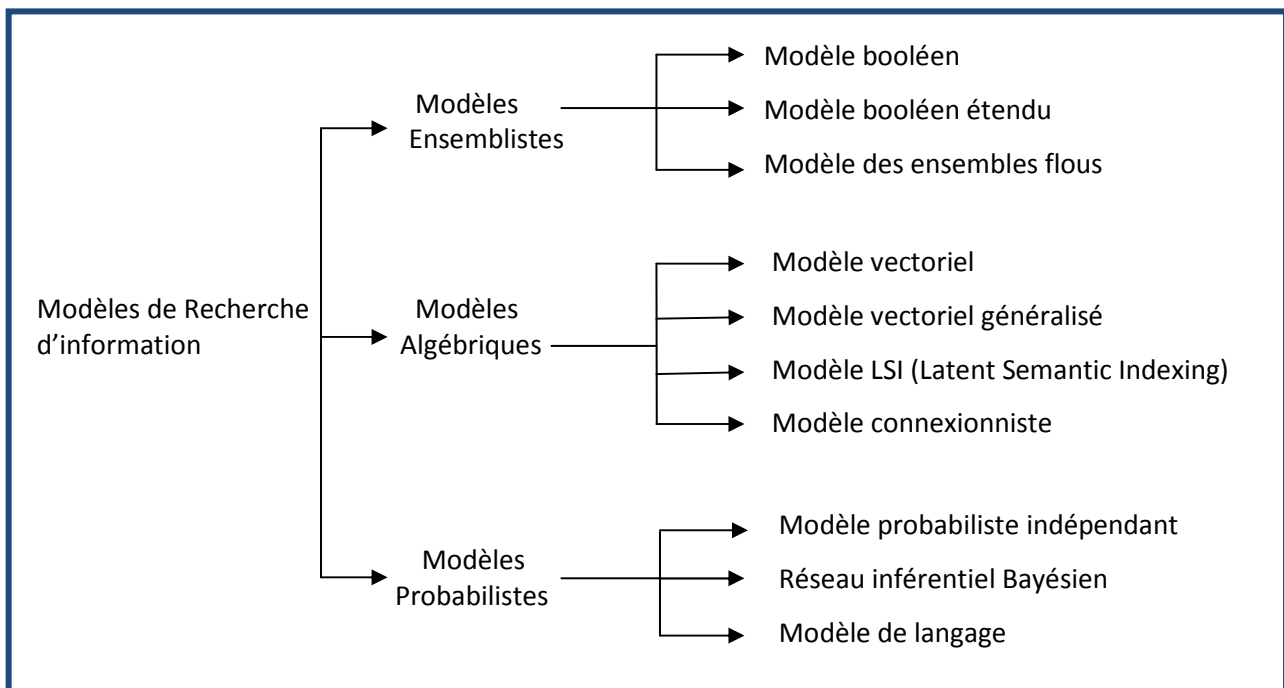 Modèles de Recherche
d’information
Modèles
Ensemblistes
Modèle booléen
Modèle booléen étendu
Modèle des ensembles flous
Modèles
Algébriques
Modèle vectoriel
Modèle vectoriel généralisé
Modèle LSI (Latent Semantic Indexing)
Modèle connexionniste
Modèles
Probabilistes
Modèle probabiliste indépendant
Réseau inférentiel Bayésien
Modèle de langage